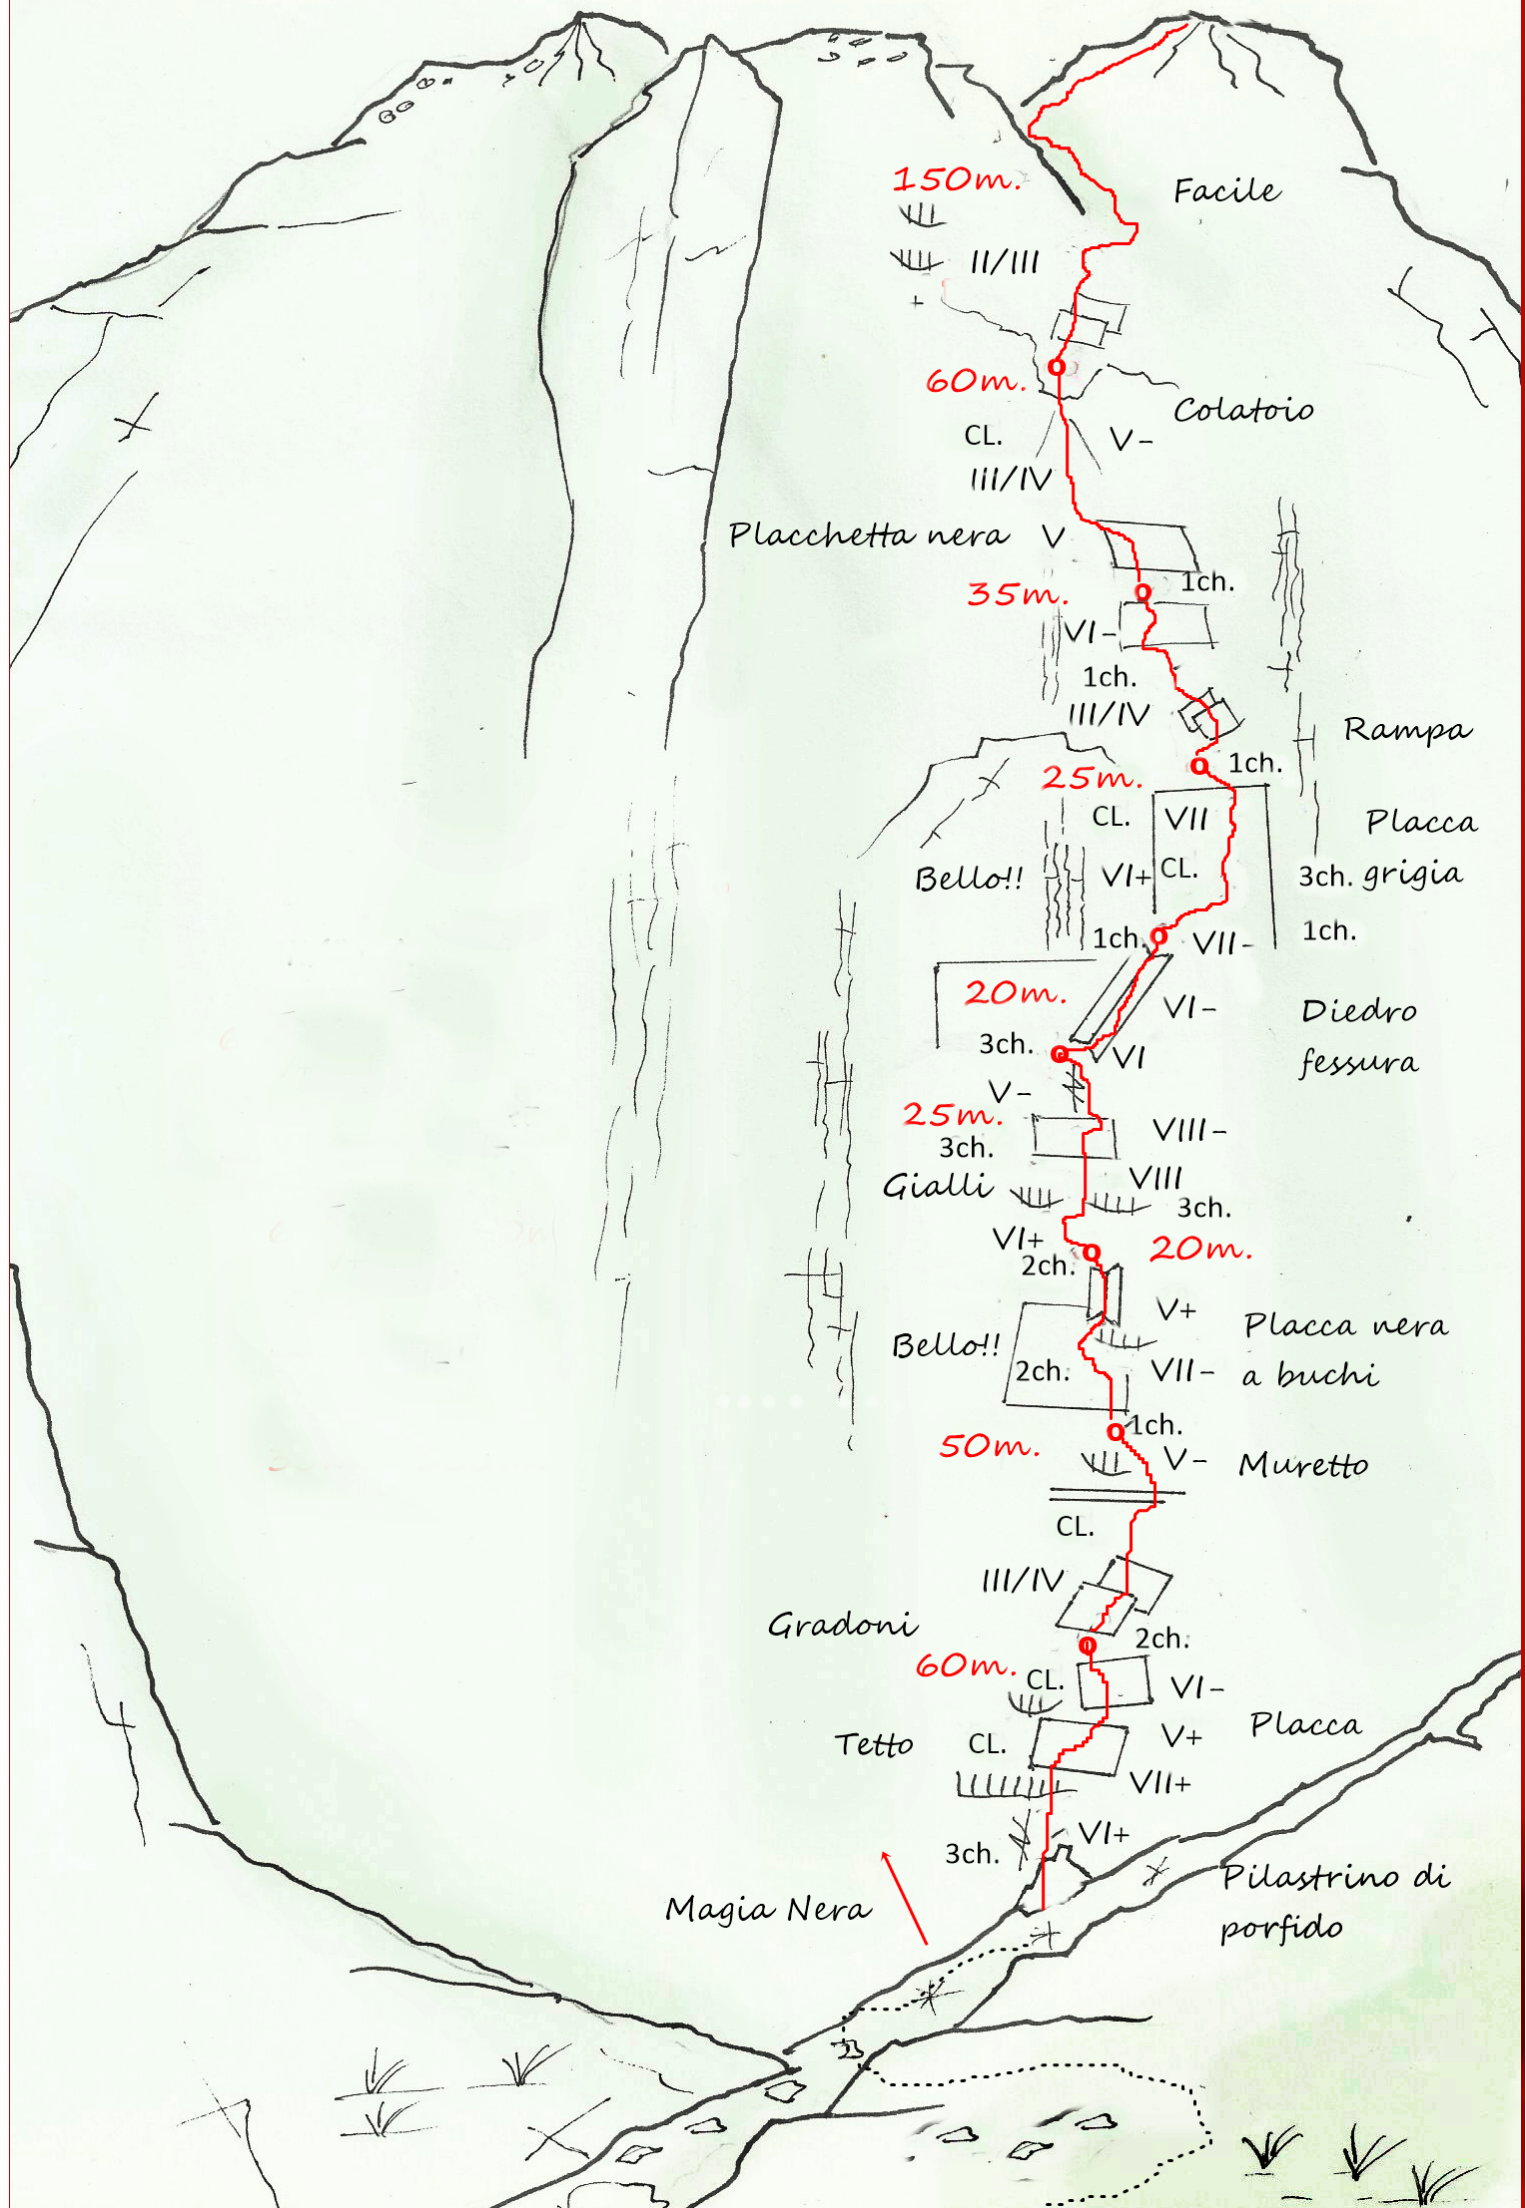 150m.
Facile
II/III
60m.
Colatoio
CL.
V-
III/IV
Placchetta nera
V
1ch.
35m.
VI-
1ch.
III/IV
Rampa
25m.
1ch.
CL.
VII
Placca
Bello!!
VI+
CL.
3ch.
grigia
1ch.
VII-
1ch.
20m.
VI-
Diedro
3ch.
VI
fessura
V-
25m.
VIII-
3ch.
Gialli
VIII
3ch.
VI+
20m.
2ch.
V+
Placca nera
Bello!!
2ch.
VII-
a buchi
1ch.
50m.
V-
Muretto
CL.
III/IV
Gradoni
2ch.
60m.
CL.
VI-
Placca
Tetto
CL.
V+
VII+
VI+
3ch.
Pilastrino di
Magia Nera
porfido